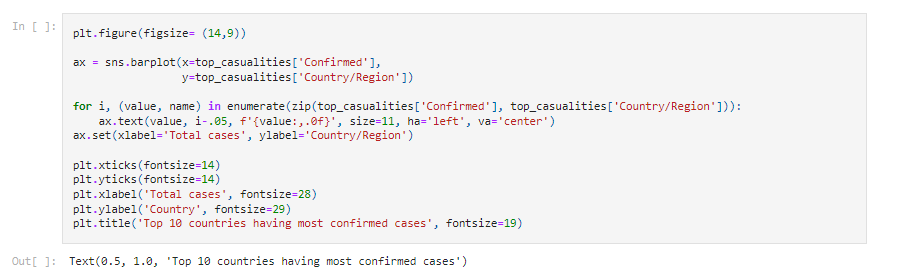 In [ ]:
plt.figure(figsize= (14,9))
ax = sns.barplot(x=top_casualities['Confirmed'],
y=top_casualities['Country/Region'])
for i, (value, name) in enumerate(zip(top_casualities['Confirmed'], top_casualities['Country/Region'])):
ax.text(value, i-.05, f'{value:,.0f}', size=11, ha='left', va='center')
ax.set(xlabel='Total cases', ylabel='Country/Region')
plt.xticks(fontsize=14)
plt.yticks(fontsize=14)
plt.xlabel('Total cases', fontsize=28)
plt.ylabel('Country', fontsize=29)
plt.title('Top 10 countries having most confirmed cases', fontsize=19)
Out[ ]: Text(0.5, 1.0, 'Top 10 countries having most confirmed cases')